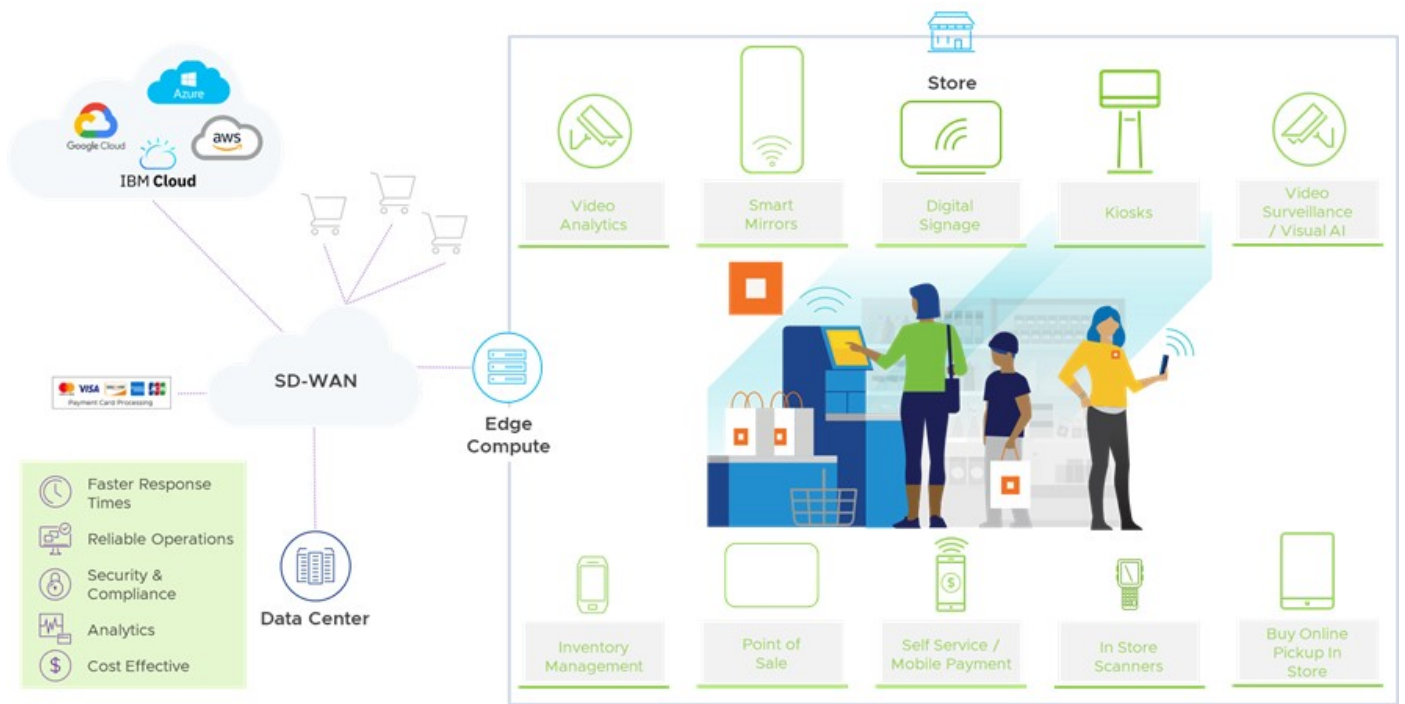 Azure
Google Cloud
aws
IBM Cloud
SD-WAN
VISA
Payment Card Processing
Edge
Compute
Data Center
Faster Response
Times
Reliable Operations
Security &
Compliance
Analytics
Cost Effective
Store
Video
Analytics
Smart
Mirrors
Digital
Signage
Kiosks
Video
Surveillance
/ Visual AI
Inventory
Management
Point of
Sale
Self Service /
Mobile Payment
In Store
Scanners
Buy Online
Pickup In
Store